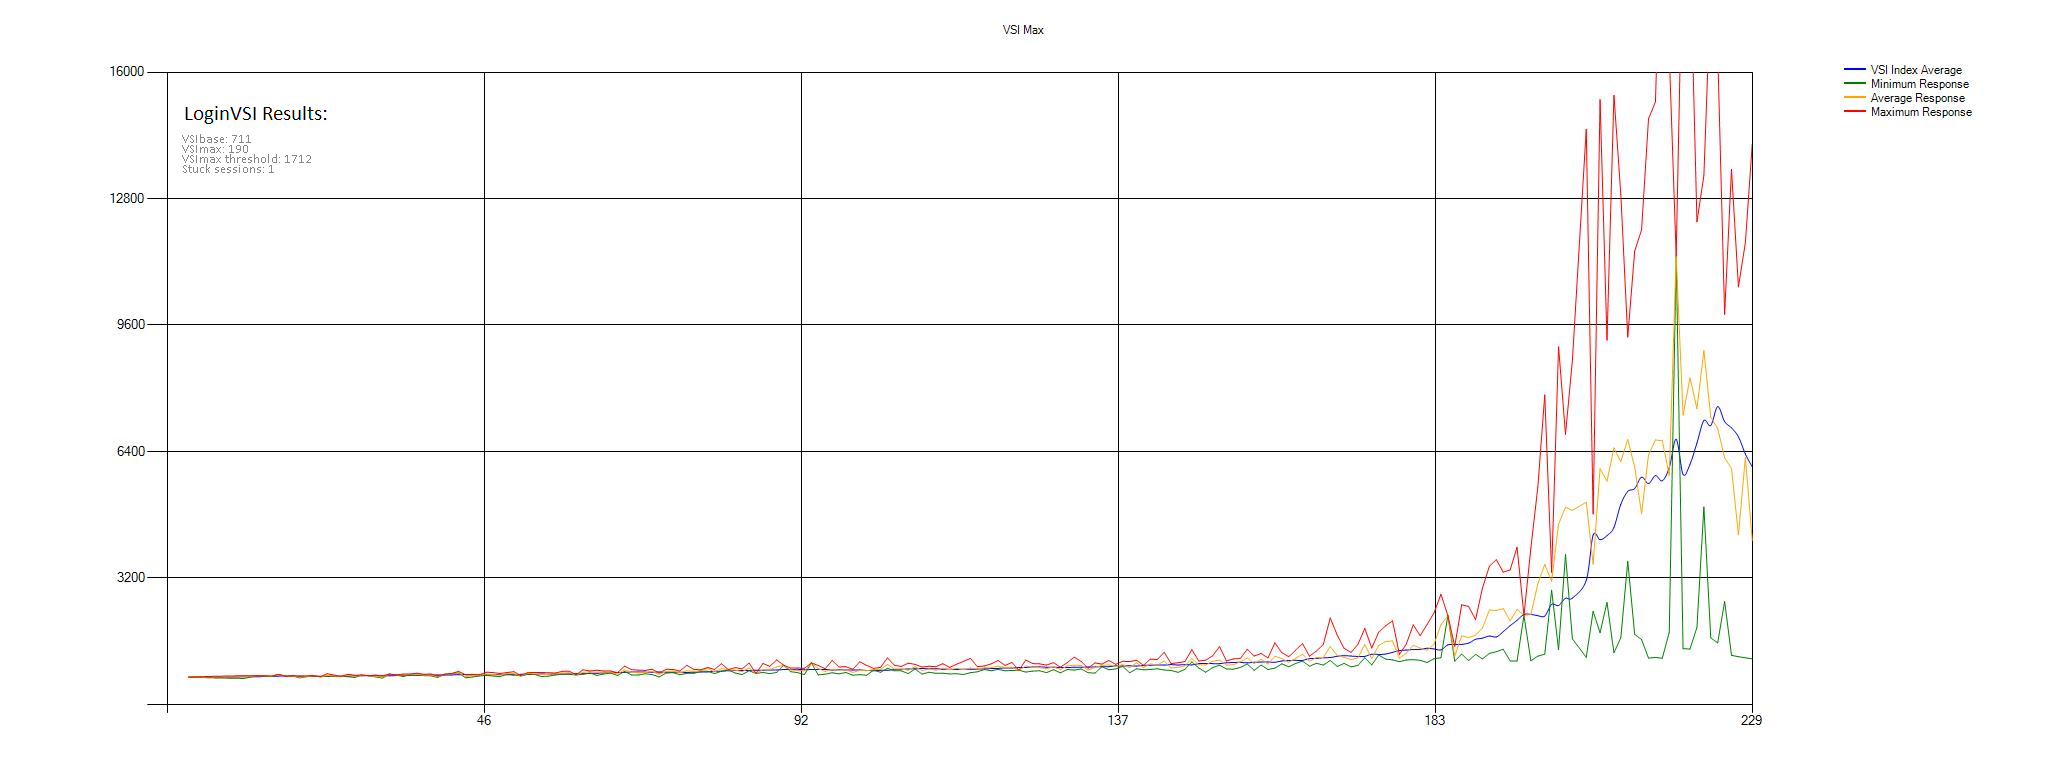 VSI Max
16000
12800
9600
6400
3200
LoginVSI Results:
VSIbase: 711
VSImax: 190
VSImax threshold: 1712
Stuck sessions: 1
VSI Index Average
Minimum Response
Average Response
Maximum Response
46
92
137
183
229